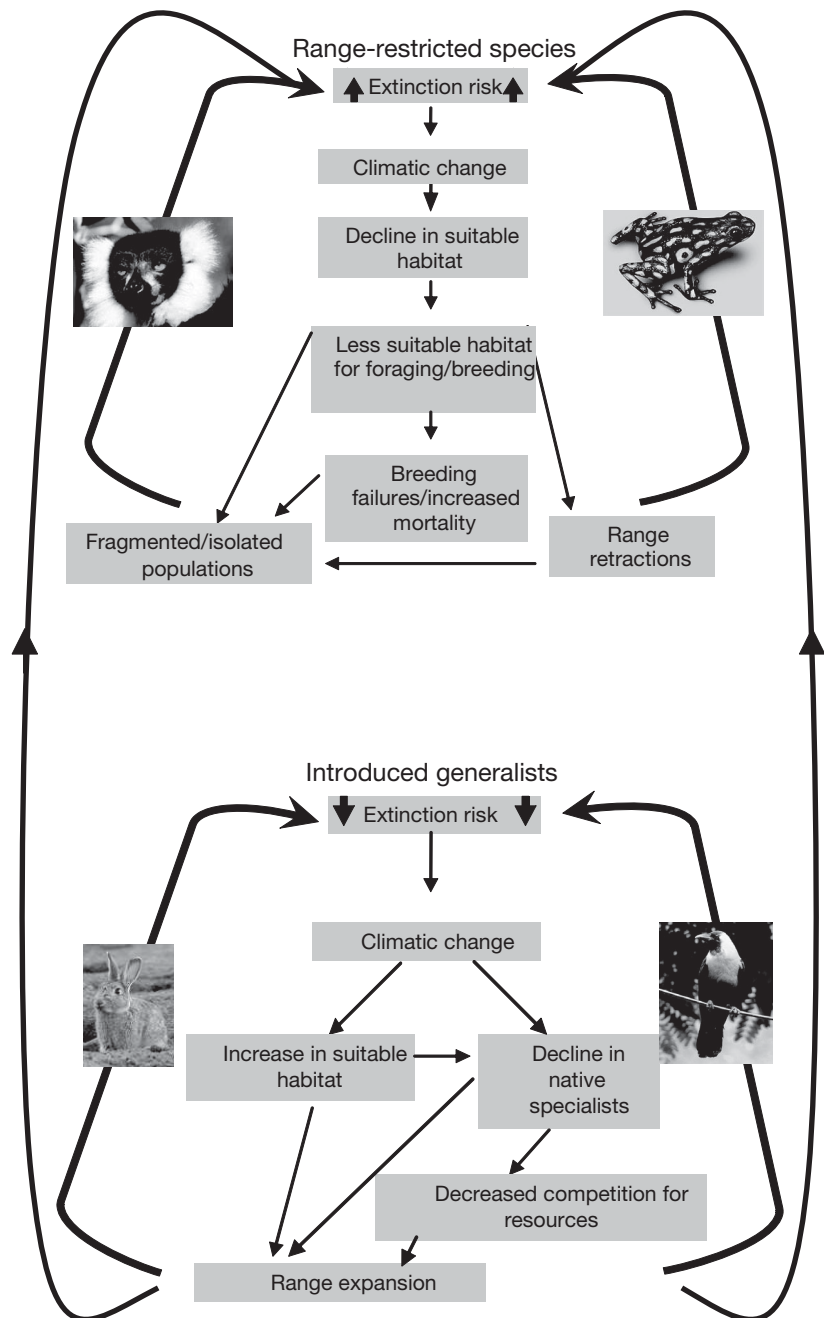 Range-restricted species
Extinction risk
Climatic change
Decline in suitable
habitat
Less suitable habitat
for foraging/breeding
Breeding
failures/increased
mortality
Fragmented/isolated
populations
Range
retractions
Introduced generalists
Extinction risk
Climatic change
Increase in suitable
habitat
Decline in
native
specialists
Decreased competition for
resources
Range expansion